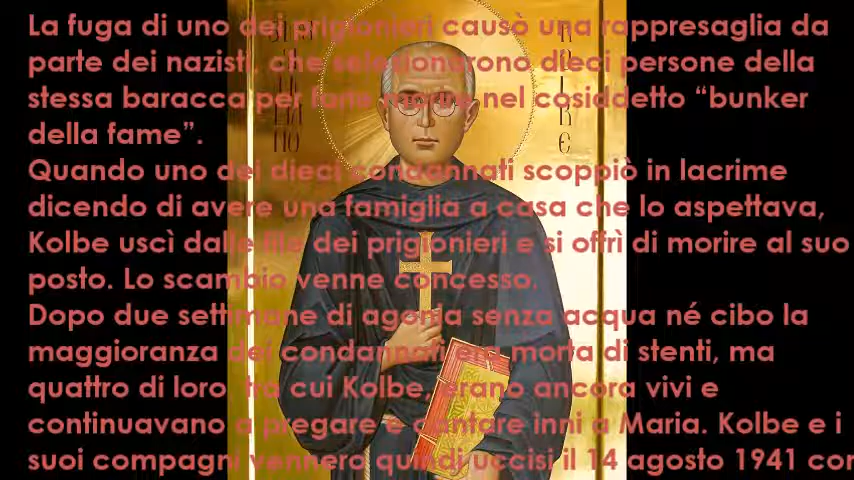 La fuga di uno dei prigionieri causò una rappresaglia da
parte dei nazisti, che selezionarono dieci persone della
stessa baracca per farle morire nel cosiddetto “bunker
della fame”.
Quando uno dei dieci condannati scoppiò in lacrime
dicendo di avere una famiglia a casa che lo aspettava,
Kolbe uscì dalle file dei prigionieri e si offrì di morire al suo
posto. Lo scambio venne concesso.
Dopo due settimane di agonia senza acqua né cibo la
maggioranza dei condannati era morta di stenti, ma
quattro di loro, tra cui Kolbe, erano ancora vivi e
continuavano a pregare e cantare inni a Maria. Kolbe e i
suoi compagni vennero quindi uccisi il 14 agosto 1941 con